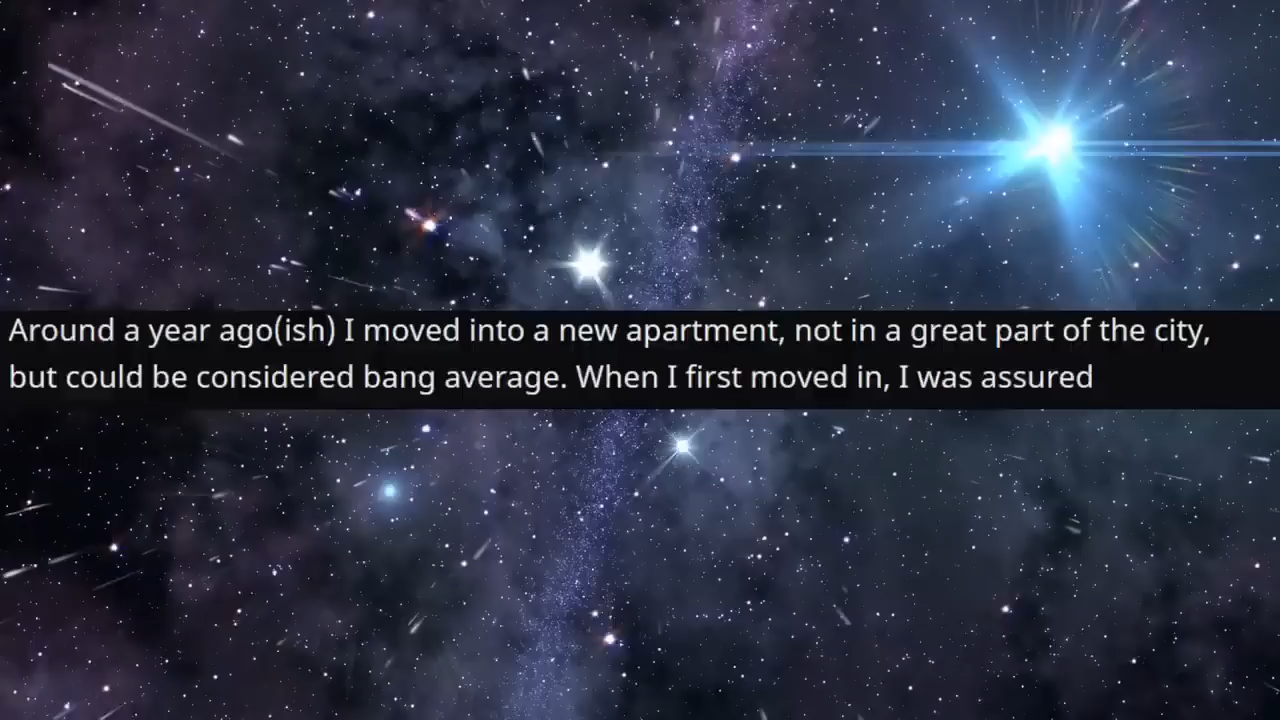 Around a year ago(ish) I moved into a new apartment, not in a great part of the city,
but could be considered bang average. When I first moved in, I was assured